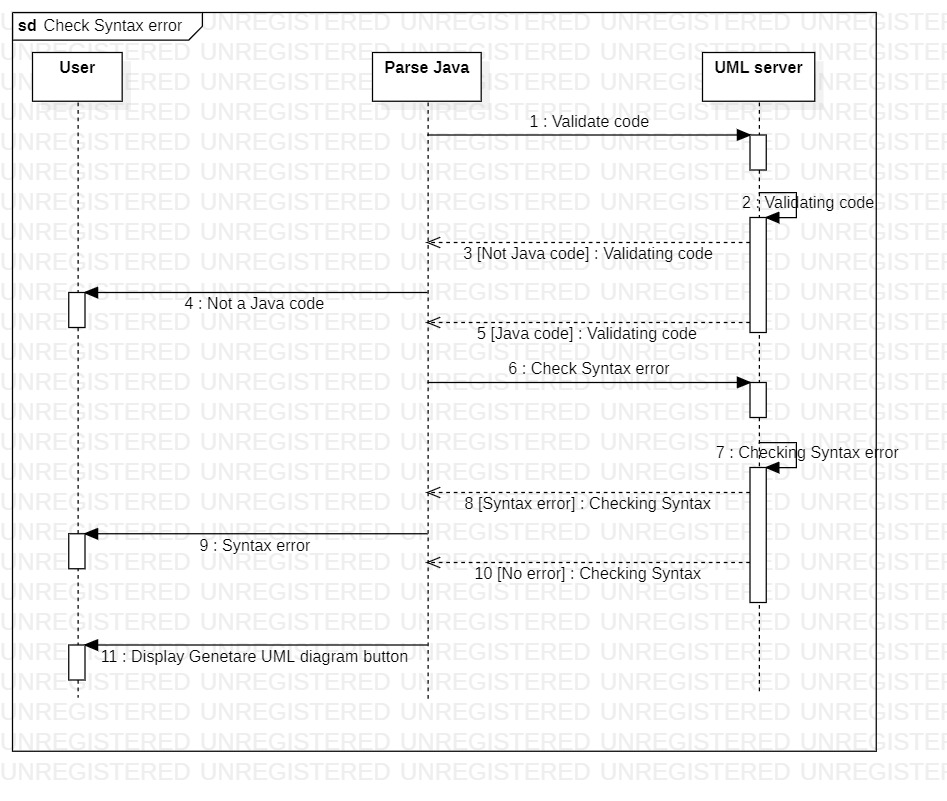 sd Check Syntax error
User
Parse Java
UML server
1 : Validate code
2 : Validating code
3 [Not Java code] : Validating code
4 : Not a Java code
5 [Java code] : Validating code
6 : Check Syntax error
7 : Checking Syntax error
8 [Syntax error] : Checking Syntax
9 : Syntax error
10 [No error] : Checking Syntax
11 : Display Genetare UML diagram button
UNREGISTERED